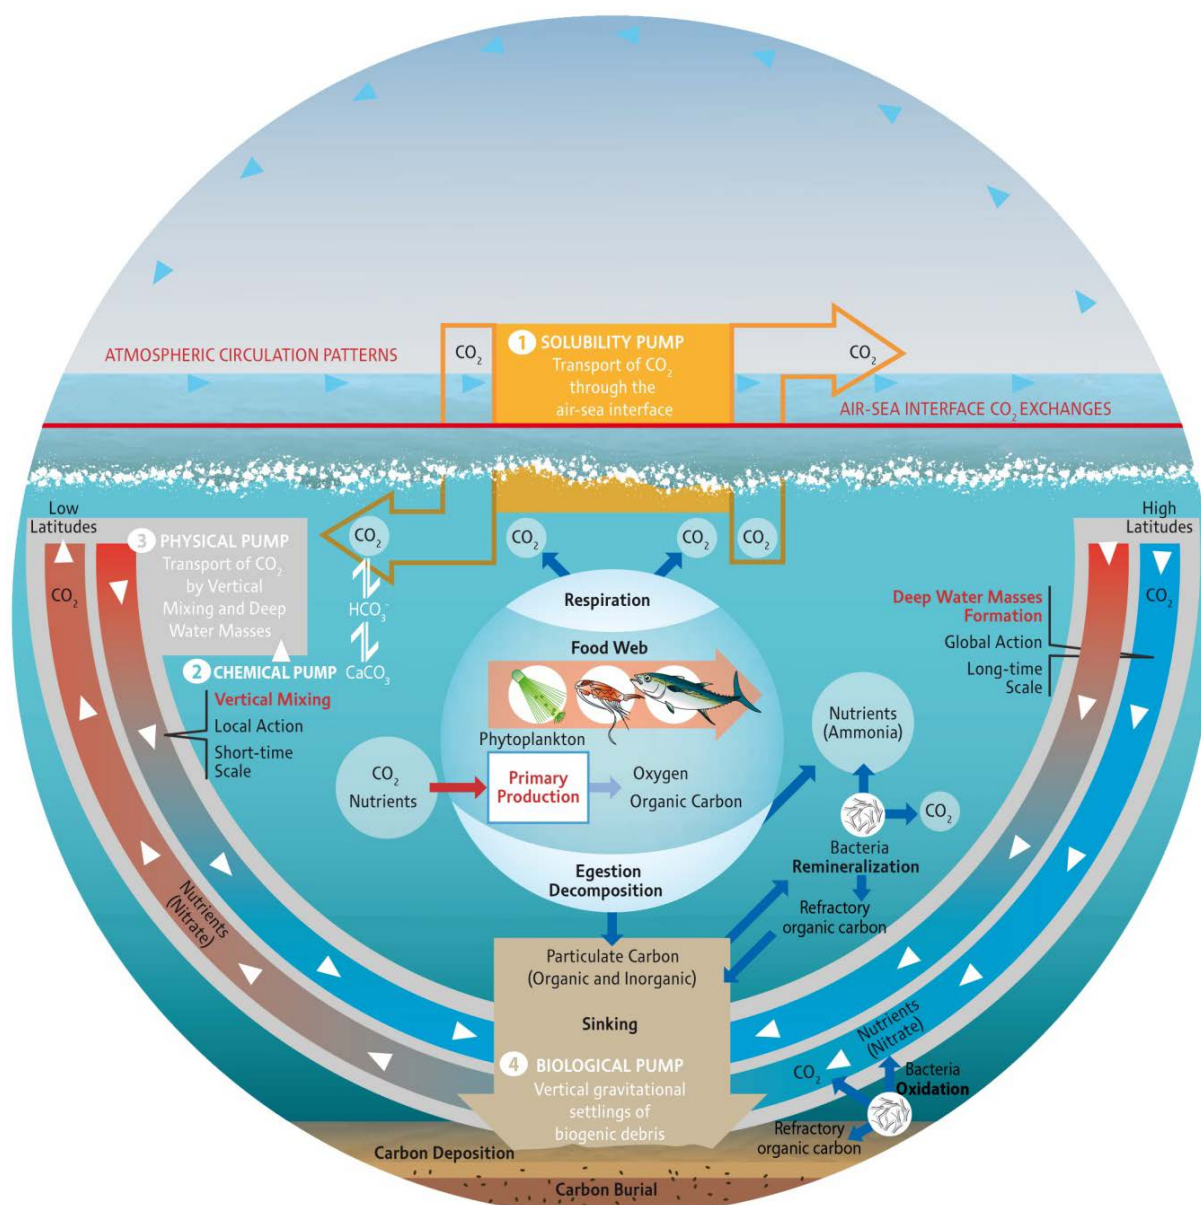 ATMOSPHERIC CIRCULATION PATTERNS
CO₂
1 SOLUBILITY PUMP
Transport of CO₂
through the
air-sea interface
CO₂
AIR-SEA INTERFACE CO₂ EXCHANGES
Low
Latitudes
CO₂
3 PHYSICAL PUMP
Transport of CO₂
by Vertical
Mixing and Deep
Water Masses
2 CHEMICAL PUMP
CO₂
HCO₃⁻
CaCO₃
Vertical Mixing
Local Action
Short-time
Scale
CO₂
CO₂
CO₂
Respiration
Food Web
Phytoplankton
CO₂
Nutrients
Primary
Production
Oxygen
Organic Carbon
Egestion
Decomposition
High
Latitudes
CO₂
Deep Water Masses
Formation
Global Action
Long-time
Scale
Nutrients
(Ammonia)
CO₂
Bacteria
Remineralization
Refractory
organic carbon
Nutrients
(Nitrate)
Particulate Carbon
(Organic and Inorganic)
Sinking
4 BIOLOGICAL PUMP
Vertical gravitational
settlings of
biogenic debris
Nutrients
(Nitrate)
CO₂
Bacteria
Oxidation
Refractory
organic carbon
Carbon Deposition
Carbon Burial